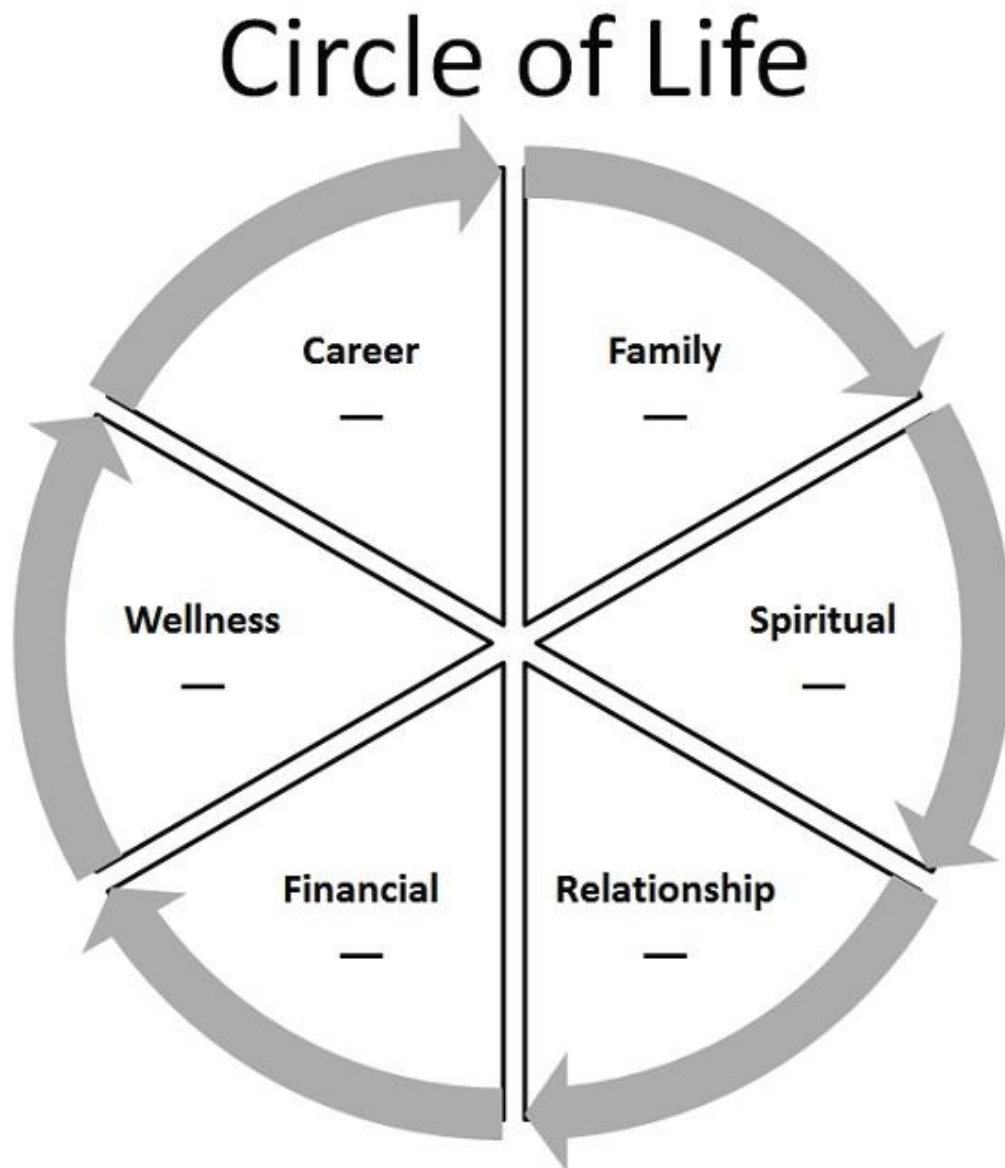 Circle of Life
Career
—
Family
—
Wellness
—
Spiritual
—
Financial
—
Relationship
—